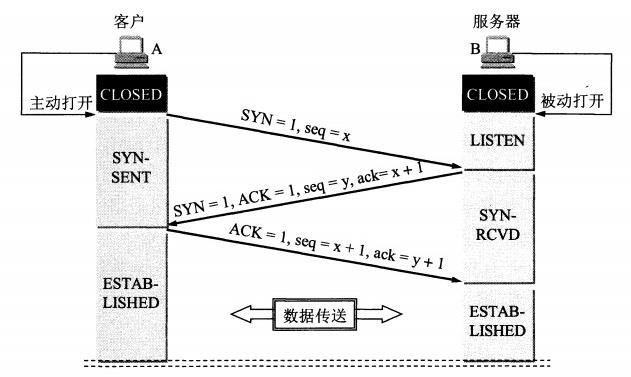 客户
服务器
A
B
CLOSED
CLOSED
主动打开
被动打开
SYN = 1, seq = x
LISTEN
SYN-
SENT
SYN = 1, ACK = 1, seq = y, ack= x + 1
SYN-
RCVD
ACK = 1, seq = x + 1, ack = y + 1
ESTAB-
LISHED
数据传送
ESTAB-
LISHED